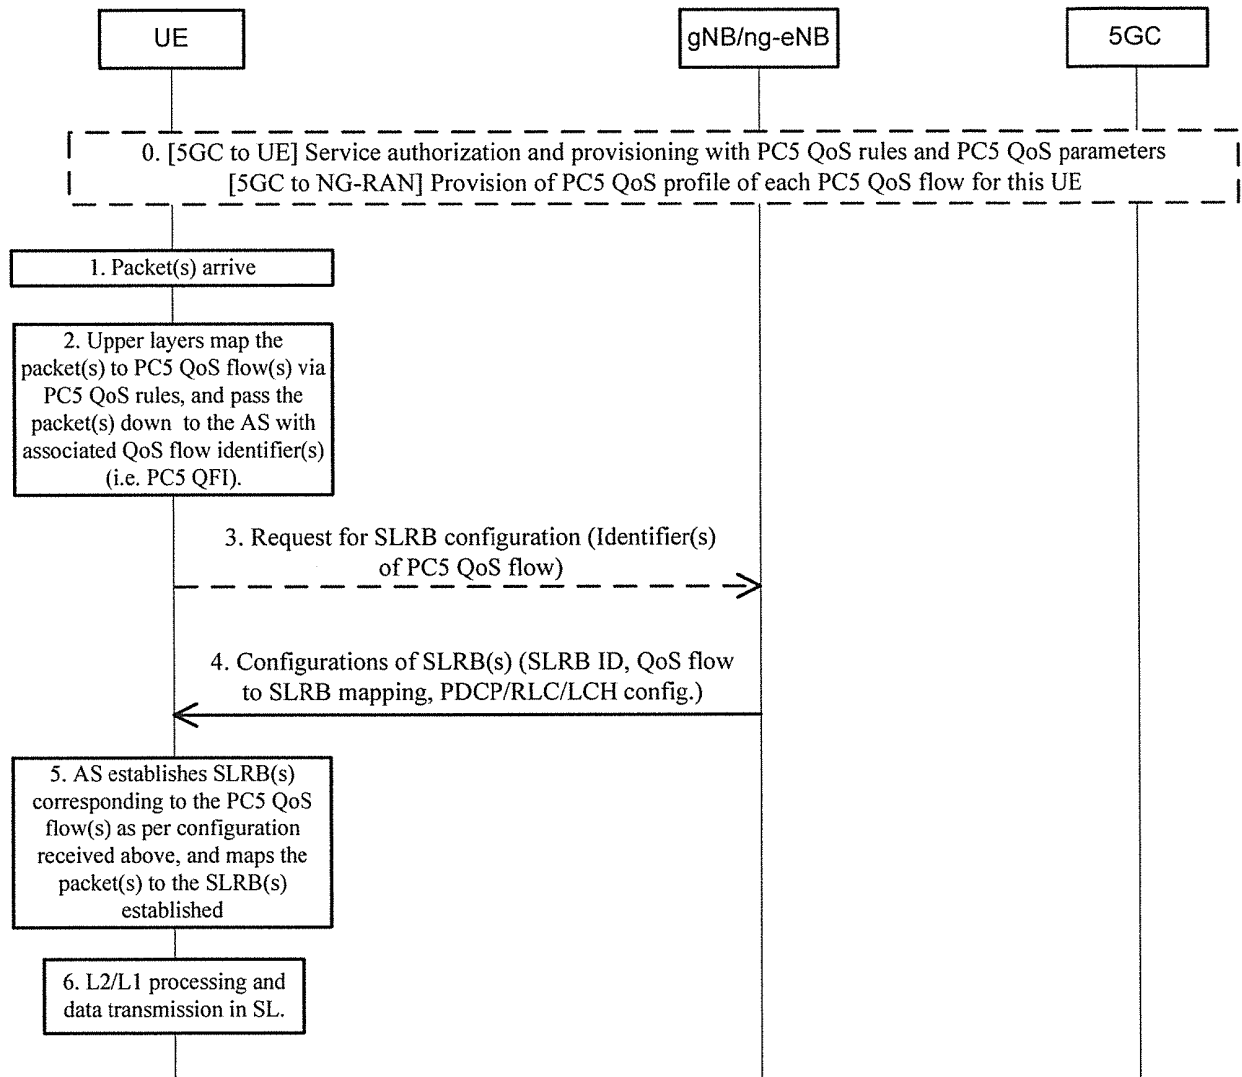 UE
gNB/ng-eNB
5GC
0. [5GC to UE] Service authorization and provisioning with PC5 QoS rules and PC5 QoS parameters
[5GC to NG-RAN] Provision of PC5 QoS profile of each PC5 QoS flow for this UE
1. Packet(s) arrive
2. Upper layers map the
packet(s) to PC5 QoS flow(s) via
PC5 QoS rules, and pass the
packet(s) down to the AS with
associated QoS flow identifier(s)
(i.e. PC5 QFI).
3. Request for SLRB configuration (Identifier(s)
of PC5 QoS flow)
4. Configurations of SLRB(s) (SLRB ID, QoS flow
to SLRB mapping, PDCP/RLC/LCH config.)
5. AS establishes SLRB(s)
corresponding to the PC5 QoS
flow(s) as per configuration
received above, and maps the
packet(s) to the SLRB(s)
established
6. L2/L1 processing and
data transmission in SL.